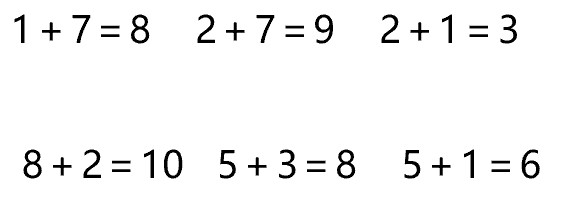 1 + 7 = 8 2 + 7 = 9 2 + 1 = 3
8 + 2 = 10 5 + 3 = 8 5 + 1 = 6